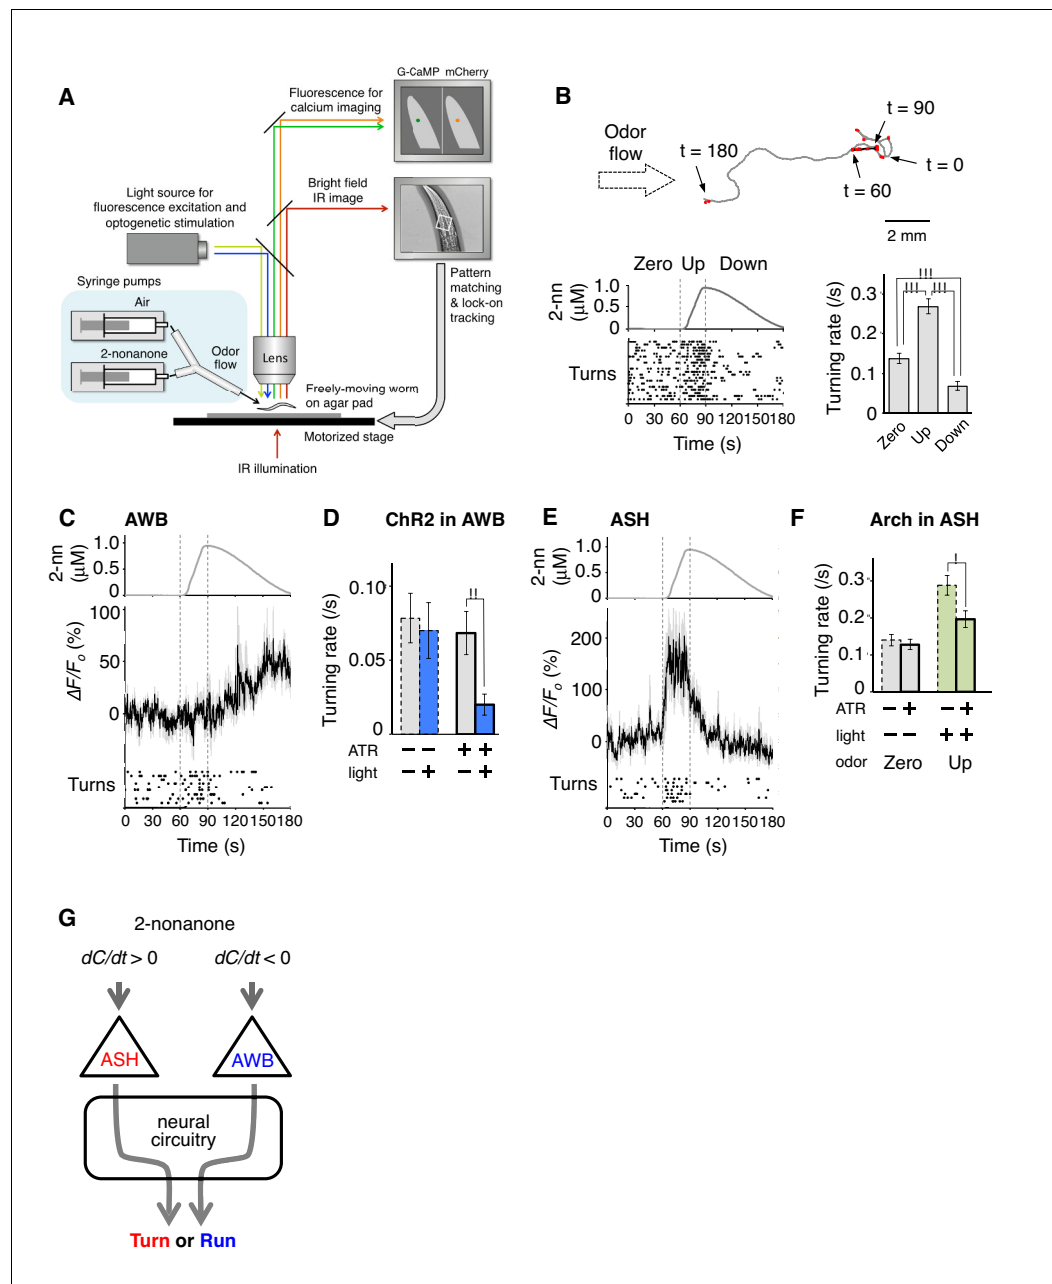 A
G-CaMP mCherry
Fluorescence for
calcium imaging
Bright field
IR image
Light source for
fluorescence excitation and
optogenetic stimulation
Pattern
matching
& lock-on
tracking
Syringe pumps
Air
2-nonanone
Odor
flow
Lens
Freely-moving worm
on agar pad
Motorized stage
IR illumination
B
Odor
flow
t = 180
t = 90
t = 0
t = 60
2 mm
Zero Up Down
2-nn
(μM)
1.0
0.5
0
Turns
0 30 60 90 120 150 180
Time (s)
Turning rate (/s)
0.3
0.2
0.1
0
!!!
!!! !!!
Zero
Up
Down
C AWB
2-nn
(μM)
1.0
0.5
0
ΔF/Fo (%)
100
50
0
Turns
0 30 60 90 120 150 180
Time (s)
D ChR2 in AWB
Turning rate (/s)
0.10
0.05
0
!!
ATR – – + +
light – + – +
E ASH
2-nn
(μM)
1.0
0.5
0
ΔF/Fo (%)
200
100
0
Turns
0 30 60 90 120 150 180
Time (s)
F Arch in ASH
Turning rate (/s)
0.3
0.2
0.1
0
!
ATR – + – +
light – – + +
odor Zero Up
G
2-nonanone
dC/dt > 0 dC/dt < 0
ASH AWB
neural
circuitry
Turn or Run